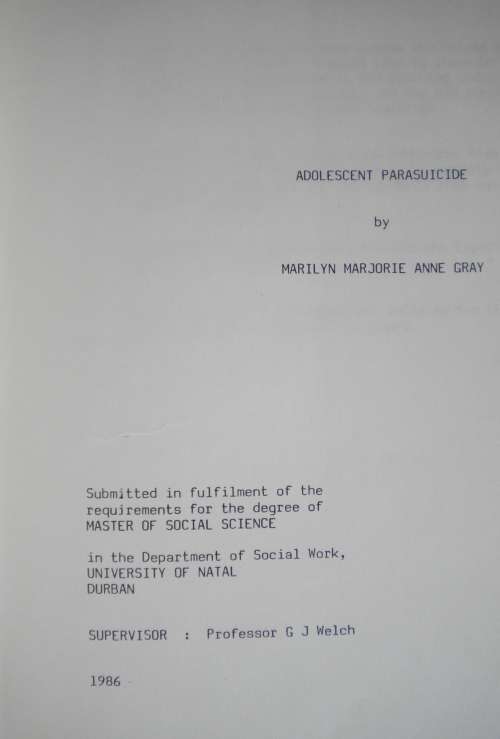 ADOLESCENT PARASUICIDE
by
MARILYN MARJORIE ANNE GRAY
Submitted in fulfilment of the
requirements for the degree of
MASTER OF SOCIAL SCIENCE
in the Department of Social Work,
UNIVERSITY OF NATAL
DURBAN
SUPERVISOR : Professor G J Welch
1986